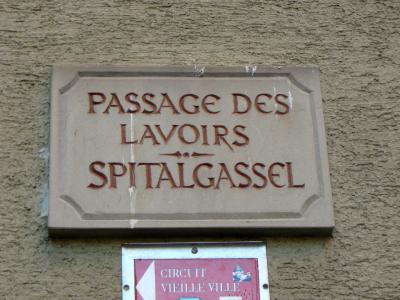 PASSAGE DES
LAVOIRS
SPITALGASSEL
CIRCUIT
VIEILLE VILLE